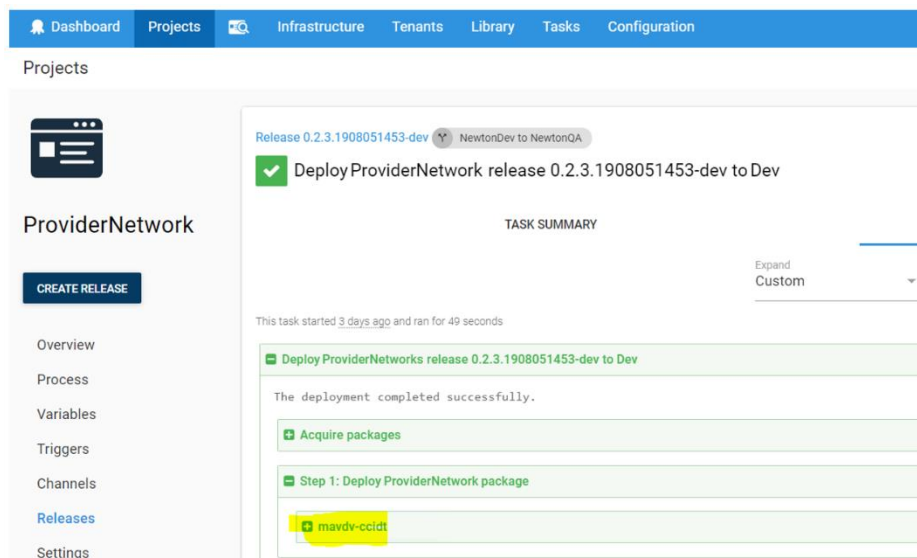 Dashboard Projects Infrastructure Tenants Library Tasks Configuration
Projects
Release 0.2.3.1908051453-dev NewtonDev to NewtonQA
Deploy ProviderNetwork release 0.2.3.1908051453-dev to Dev
ProviderNetwork
TASK SUMMARY
CREATE RELEASE
Expand
Custom
This task started 3 days ago and ran for 49 seconds
Overview
Process
Variables
Triggers
Channels
Releases
Settings
Deploy ProviderNetworks release 0.2.3.1908051453-dev to Dev
The deployment completed successfully.
Acquire packages
Step 1: Deploy ProviderNetwork package
mavdv-ccidt